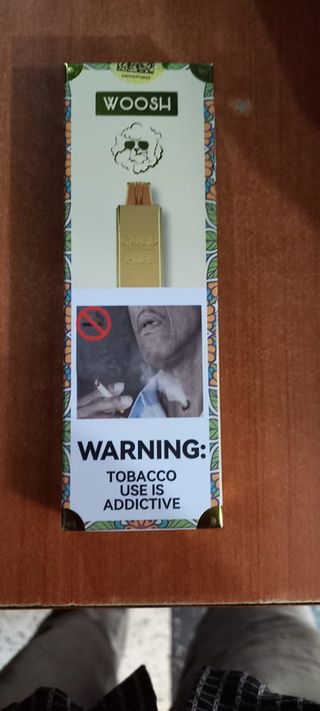 WOOSH
WARNING:
TOBACCO
USE IS
ADDICTIVE